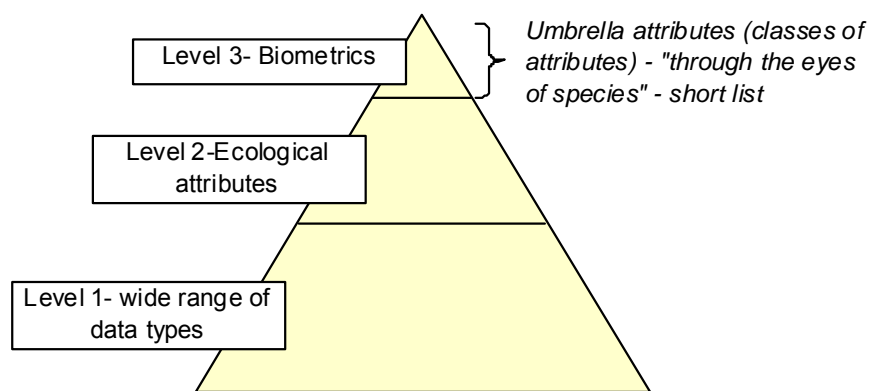 Level 3- Biometrics
Umbrella attributes (classes of
attributes) - "through the eyes
of species" - short list
Level 2-Ecological
attributes
Level 1- wide range of
data types